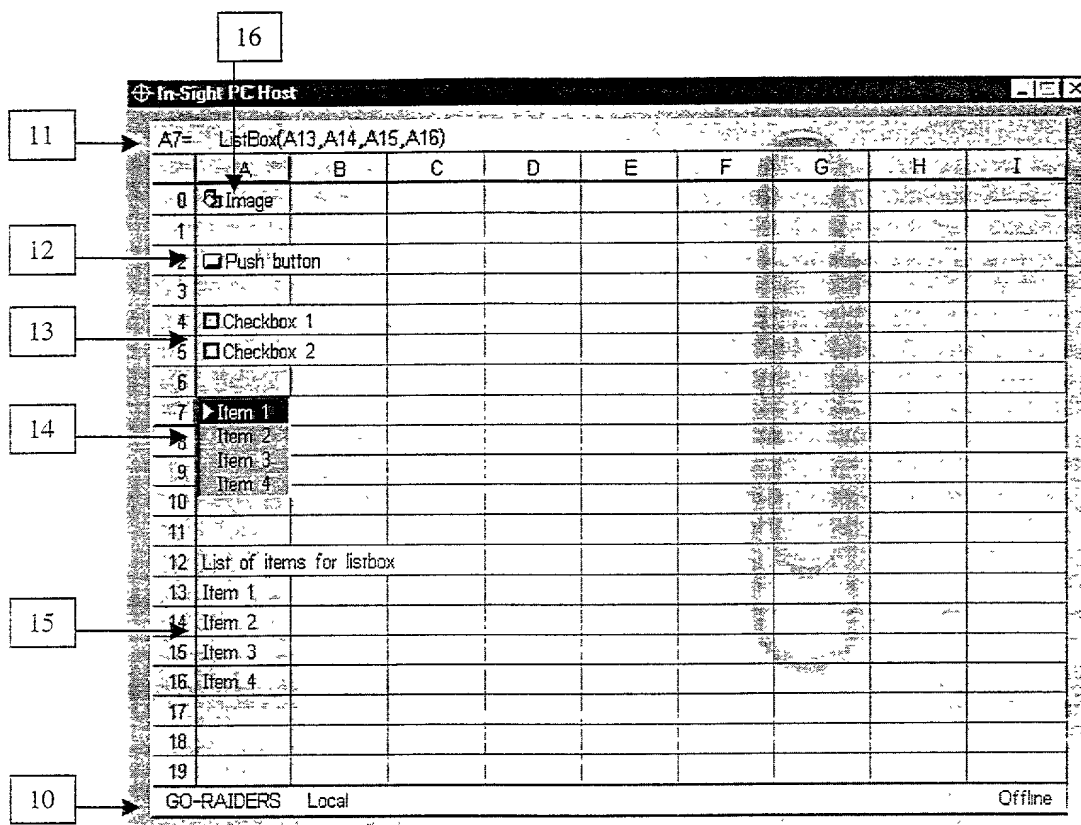 16
In-Sight PC Host
11
A7= ListBox(A13,A14,A15,A16)
A B C D E F G H I
0 Image
1
12
2 Push button
3
4 Checkbox 1
13
5 Checkbox 2
6
7 Item 1
14
8 Item 2
9 Item 3
10 Item 4
11
12 List of items for listbox
13 Item 1
15
14 Item 2
15 Item 3
16 Item 4
17
18
19
10
GO-RAIDERS Local Offline